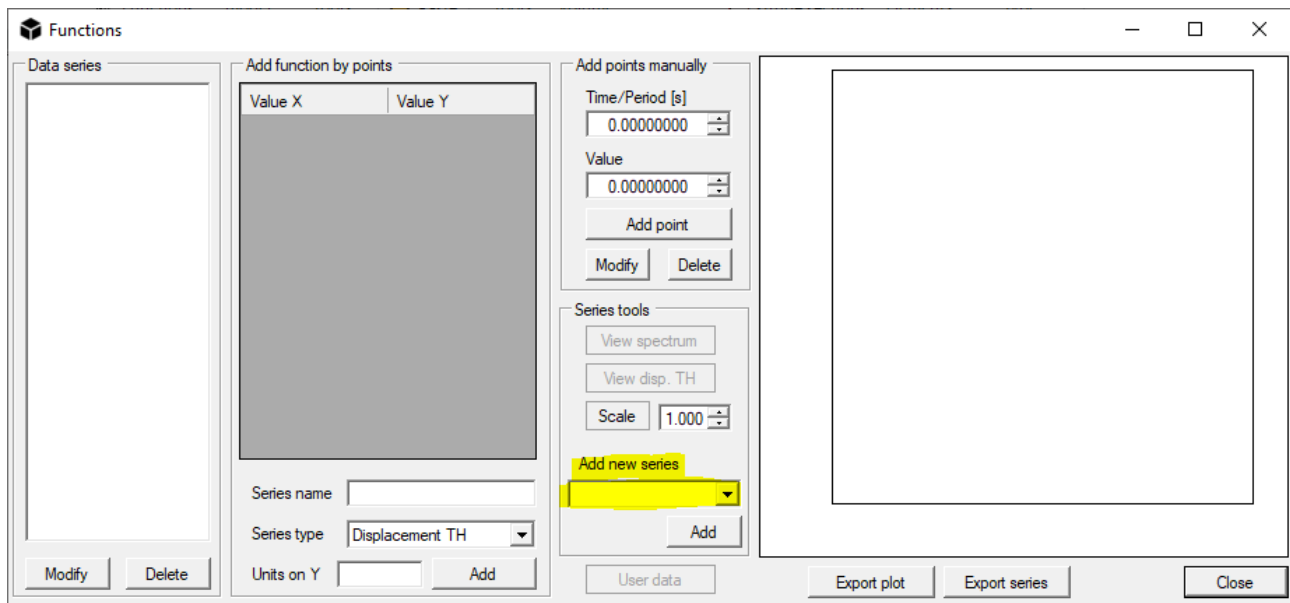 Functions
Data series
Modify
Delete
Add function by points
Value X
Value Y
Series name
Series type
Displacement TH
Units on Y
Add
Add points manually
Time/Period [s]
0.00000000
Value
0.00000000
Add point
Modify
Delete
Series tools
View spectrum
View disp. TH
Scale
1.000
Add new series
Add
User data
Export plot
Export series
Close